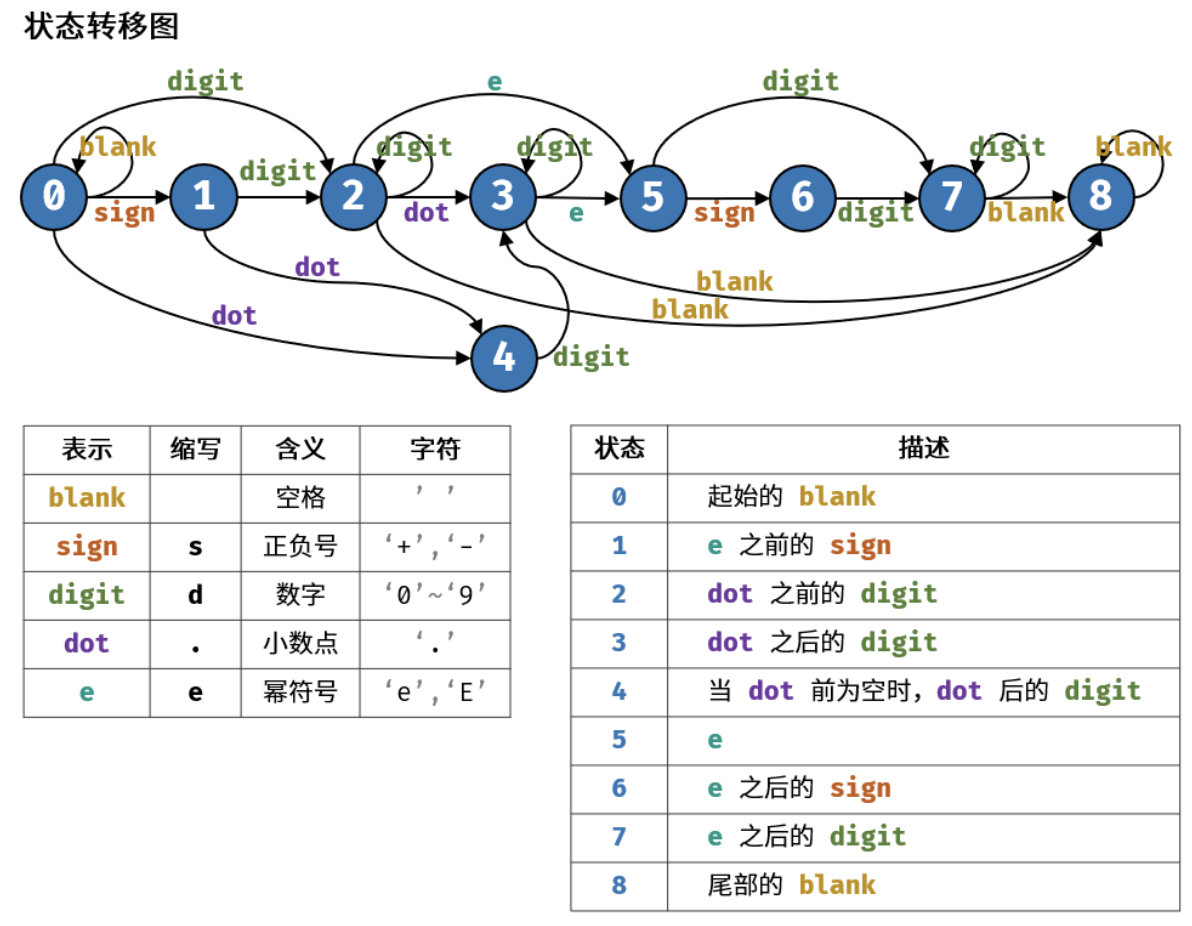 状态转移图
digit
e
digit
blank
digit
digit
digit
digit
blank
0
1
2
3
5
6
7
8
sign
dot
e
sign
digit
blank
dot
blank
dot
blank
4
digit
表示 缩写 含义 字符
blank 空格 ' '
sign s 正负号 ‘+’,‘-’
digit d 数字 ‘0’~‘9’
dot . 小数点 ‘.’
e e 幂符号 ‘e’,‘E’
状态 描述
0 起始的 blank
1 e 之前的 sign
2 dot 之前的 digit
3 dot 之后的 digit
4 当 dot 前为空时，dot 后的 digit
5 e
6 e 之后的 sign
7 e 之后的 digit
8 尾部的 blank